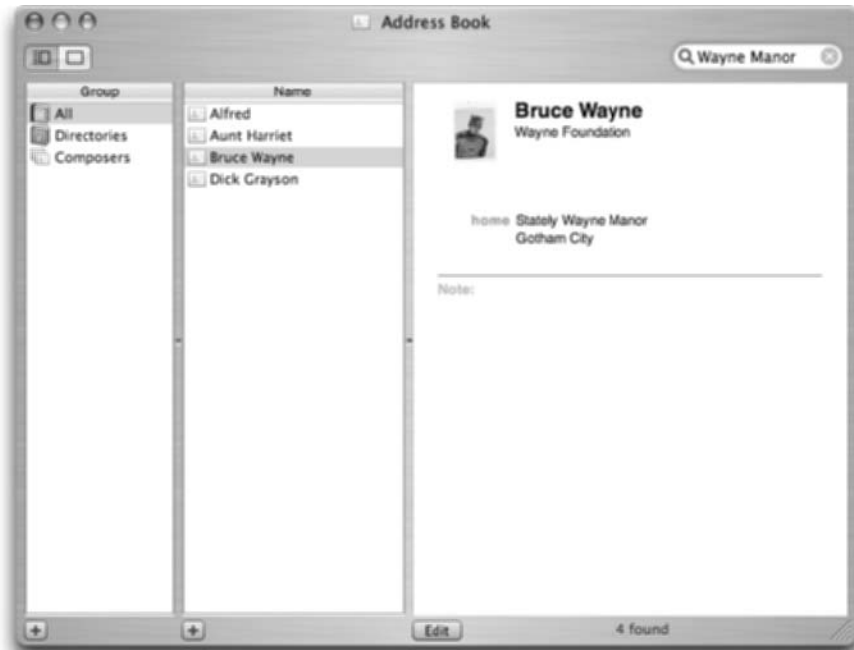 Address Book
Wayne Manor
Group
Name
All
Directories
Composers
Alfred
Aunt Harriet
Bruce Wayne
Dick Grayson
Bruce Wayne
Wayne Foundation
home Stately Wayne Manor
Gotham City
Note:
Edit
4 found